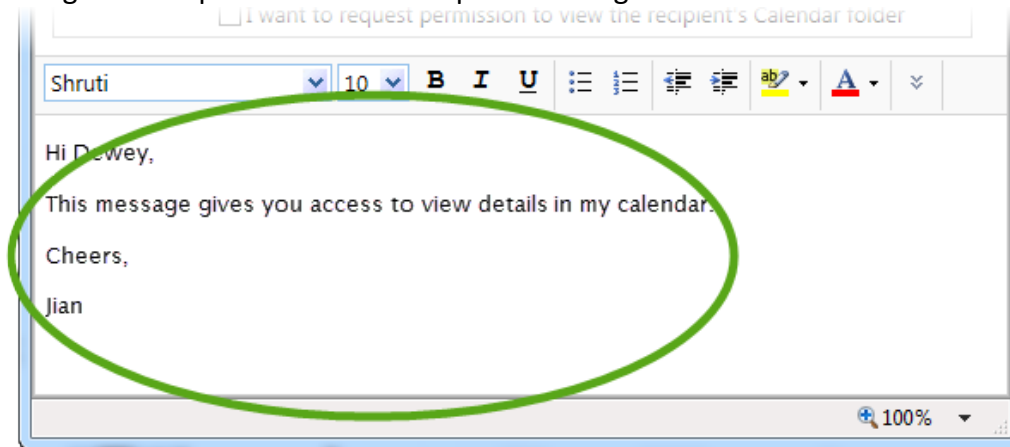 I want to request permission to view the recipient's Calendar folder
Shruti 10 B I U ab A
Hi Dewey,
This message gives you access to view details in my calendar.
Cheers,
Jian
100%